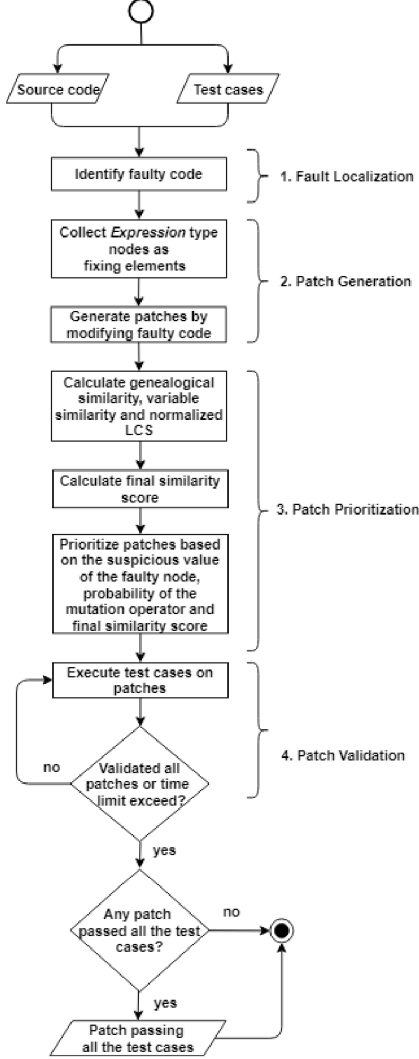 Source code
Test cases
Identify faulty code
1. Fault Localization
Collect Expression type
nodes as
fixing elements
2. Patch Generation
Generate patches by
modifying faulty code
Calculate genealogical
similarity, variable
similarity and normalized
LCS
Calculate final similarity
score
3. Patch Prioritization
Prioritize patches based
on the suspicious value
of the faulty node,
probability of the
mutation operator and
final similarity score
Execute test cases on
patches
4. Patch Validation
no
Validated all
patches or time
limit exceed?
yes
Any patch
passed all the test
cases?
no
yes
Patch passing
all the test cases